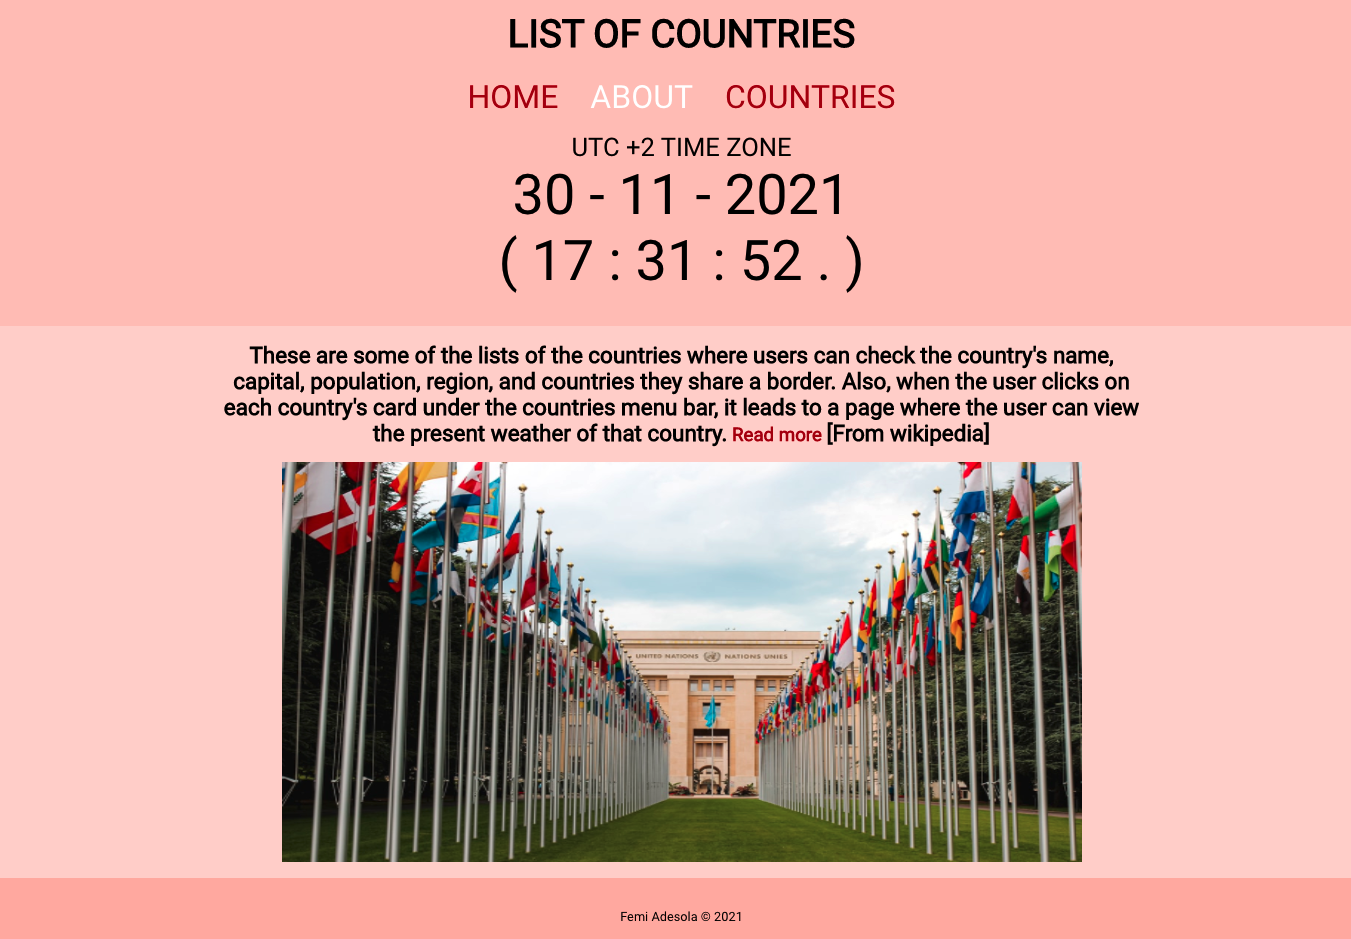 LIST OF COUNTRIES
HOME ABOUT COUNTRIES
UTC +2 TIME ZONE
30 - 11 - 2021
( 17 : 31 : 52 . )
These are some of the lists of the countries where users can check the country's name,
capital, population, region, and countries they share a border. Also, when the user clicks on
each country's card under the countries menu bar, it leads to a page where the user can view
the present weather of that country. Read more [From wikipedia]
UNITED NATIONS NATIONS UNIES
Femi Adesola © 2021